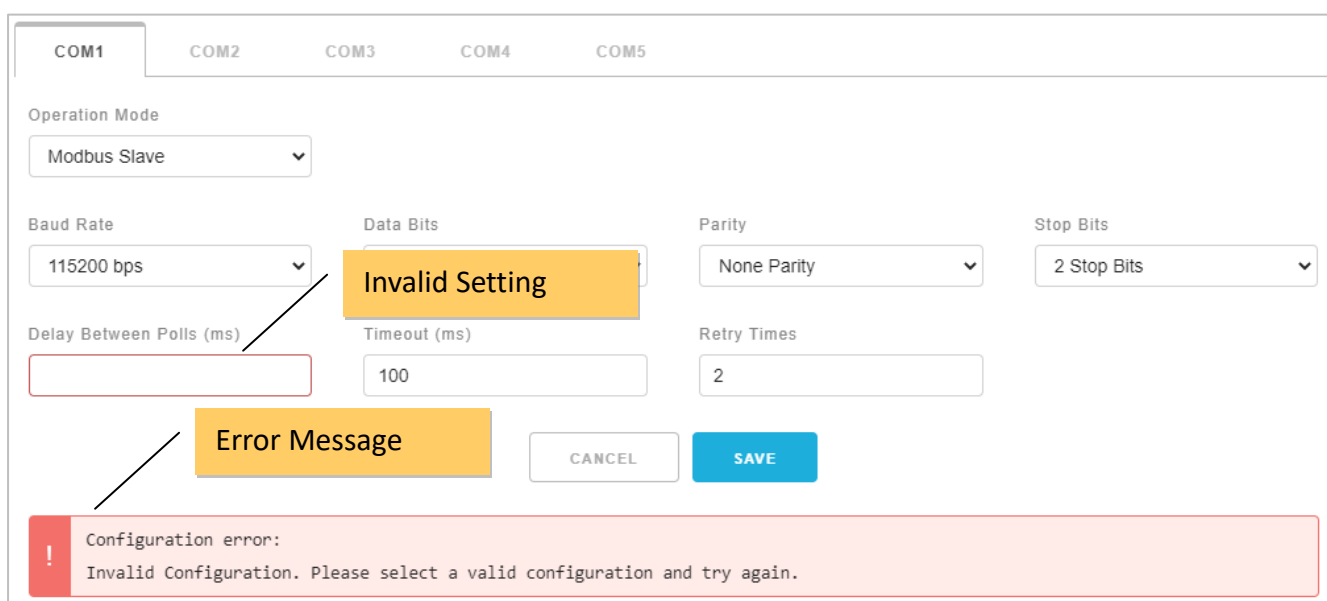 COM1 COM2 COM3 COM4 COM5
Operation Mode
Modbus Slave
Baud Rate Data Bits Parity Stop Bits
115200 bps Invalid Setting None Parity 2 Stop Bits
Delay Between Polls (ms) Timeout (ms) Retry Times
100 2
Error Message
CANCEL SAVE
!
Configuration error:
Invalid Configuration. Please select a valid configuration and try again.